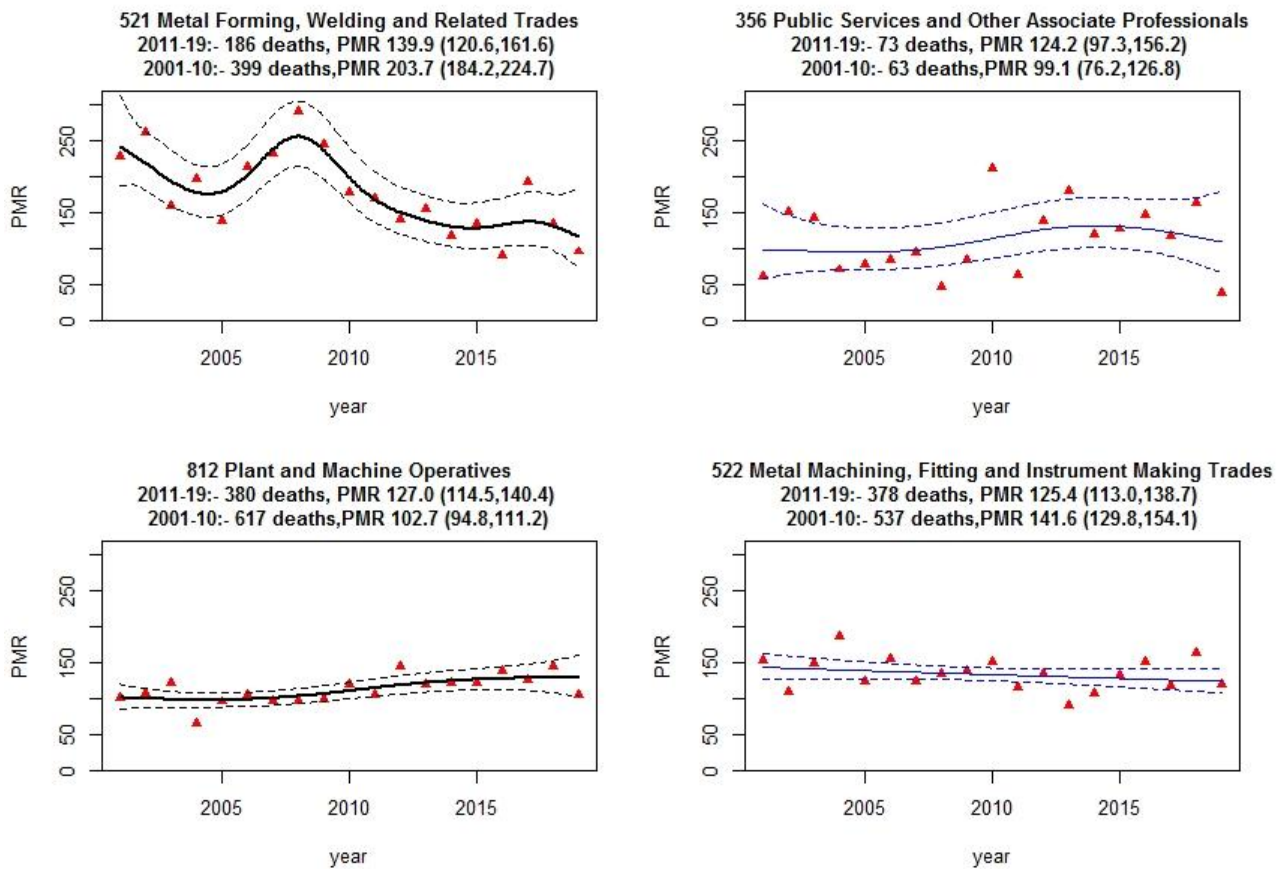 521 Metal Forming, Welding and Related Trades
2011-19:- 186 deaths, PMR 139.9 (120.6,161.6)
2001-10:- 399 deaths,PMR 203.7 (184.2,224.7)
PMR
250
150
50
0
2005 2010 2015
year
356 Public Services and Other Associate Professionals
2011-19:- 73 deaths, PMR 124.2 (97.3,156.2)
2001-10:- 63 deaths,PMR 99.1 (76.2,126.8)
PMR
250
150
50
0
2005 2010 2015
year
812 Plant and Machine Operatives
2011-19:- 380 deaths, PMR 127.0 (114.5,140.4)
2001-10:- 617 deaths,PMR 102.7 (94.8,111.2)
PMR
250
150
50
0
2005 2010 2015
year
522 Metal Machining, Fitting and Instrument Making Trades
2011-19:- 378 deaths, PMR 125.4 (113.0,138.7)
2001-10:- 537 deaths,PMR 141.6 (129.8,154.1)
PMR
250
150
50
0
2005 2010 2015
year